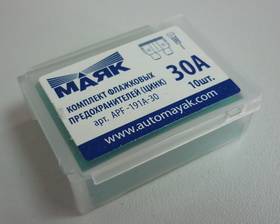 МАЯК
КОМПЛЕКТ ФЛАЖКОВЫХ
ПРЕДОХРАНИТЕЛЕЙ (ЦИНК)
арт. APF-191A-30
30А
10шт.
www.automayak.com